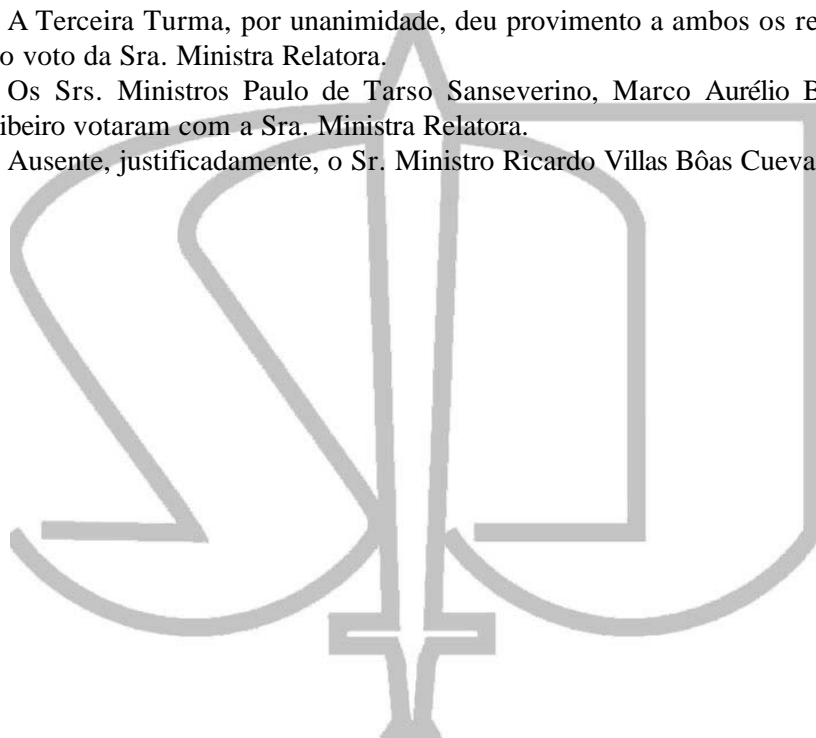 A Terceira Turma, por unanimidade, deu provimento a ambos os re
o voto da Sra. Ministra Relatora.
Os Srs. Ministros Paulo de Tarso Sanseverino, Marco Aurélio B
ibeiro votaram com a Sra. Ministra Relatora.
Ausente, justificadamente, o Sr. Ministro Ricardo Villas Bôas Cueva